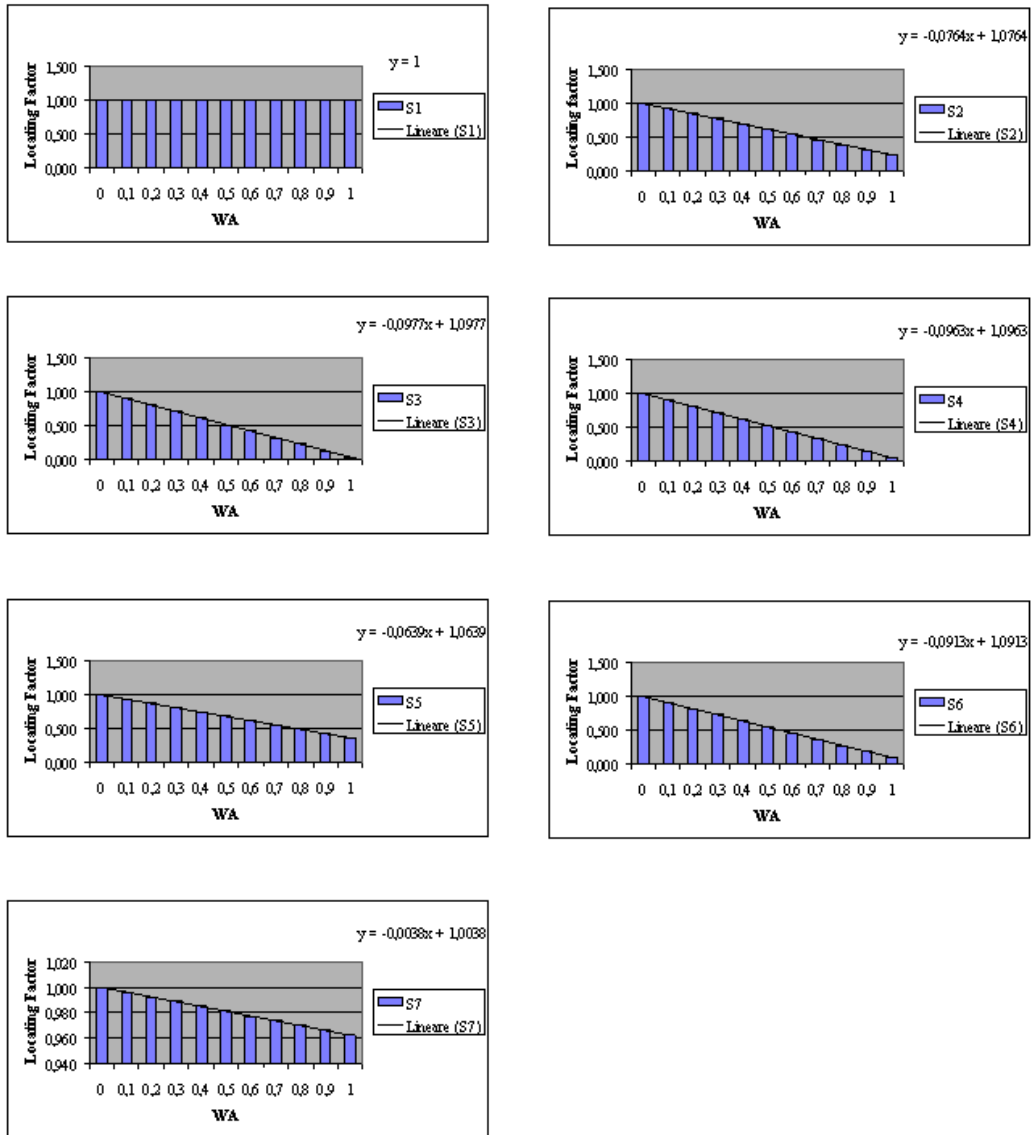 y = 1
Locating Factor
1,500
1,000
0,500
0,000
0 0,1 0,2 0,3 0,4 0,5 0,6 0,7 0,8 0,9 1
WA
S1
Lineare (S1)
y = -0,0764x + 1,0764
Locating factor
1,500
1,000
0,500
0,000
0 0,1 0,2 0,3 0,4 0,5 0,6 0,7 0,8 0,9 1
WA
S2
Lineare (S2)
y = -0,0977x + 1,0977
Locating Factor
1,500
1,000
0,500
0,000
0 0,1 0,2 0,3 0,4 0,5 0,6 0,7 0,8 0,9 1
WA
S3
Lineare (S3)
y = -0,0963x + 1,0963
Locating Factor
1,500
1,000
0,500
0,000
0 0,1 0,2 0,3 0,4 0,5 0,6 0,7 0,8 0,9 1
WA
S4
Lineare (S4)
y = -0,0639x + 1,0639
Locating Factor
1,500
1,000
0,500
0,000
0 0,1 0,2 0,3 0,4 0,5 0,6 0,7 0,8 0,9 1
WA
S5
Lineare (S5)
y = -0,0913x + 1,0913
Locating Factor
1,500
1,000
0,500
0,000
0 0,1 0,2 0,3 0,4 0,5 0,6 0,7 0,8 0,9 1
WA
S6
Lineare (S6)
y = -0,0038x + 1,0038
Locating Factor
1,020
1,000
0,980
0,960
0,940
0 0,1 0,2 0,3 0,4 0,5 0,6 0,7 0,8 0,9 1
WA
S7
Lineare (S7)